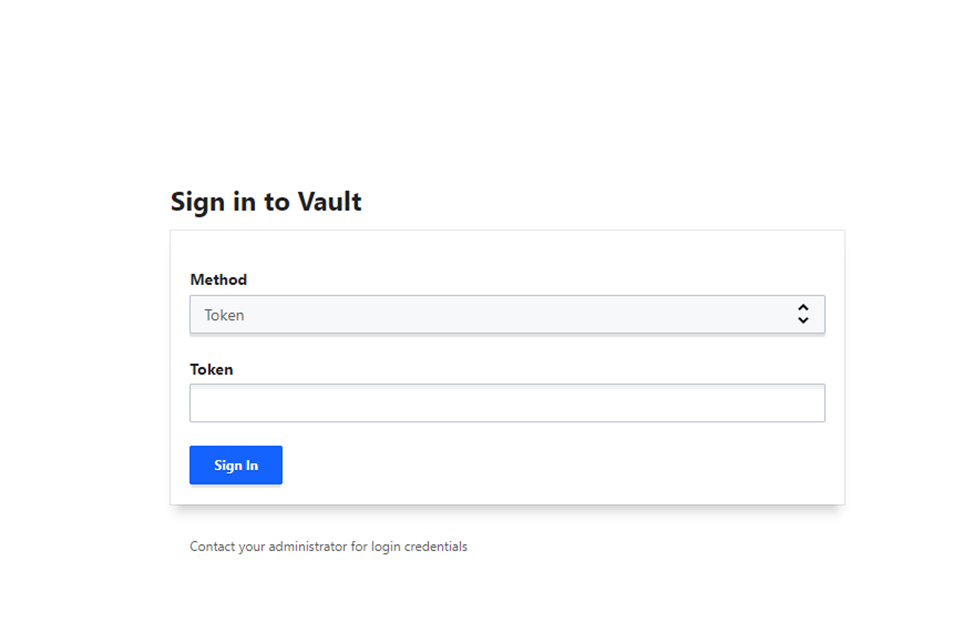 Sign in to Vault
Method
Token
Token
Sign In
Contact your administrator for login credentials